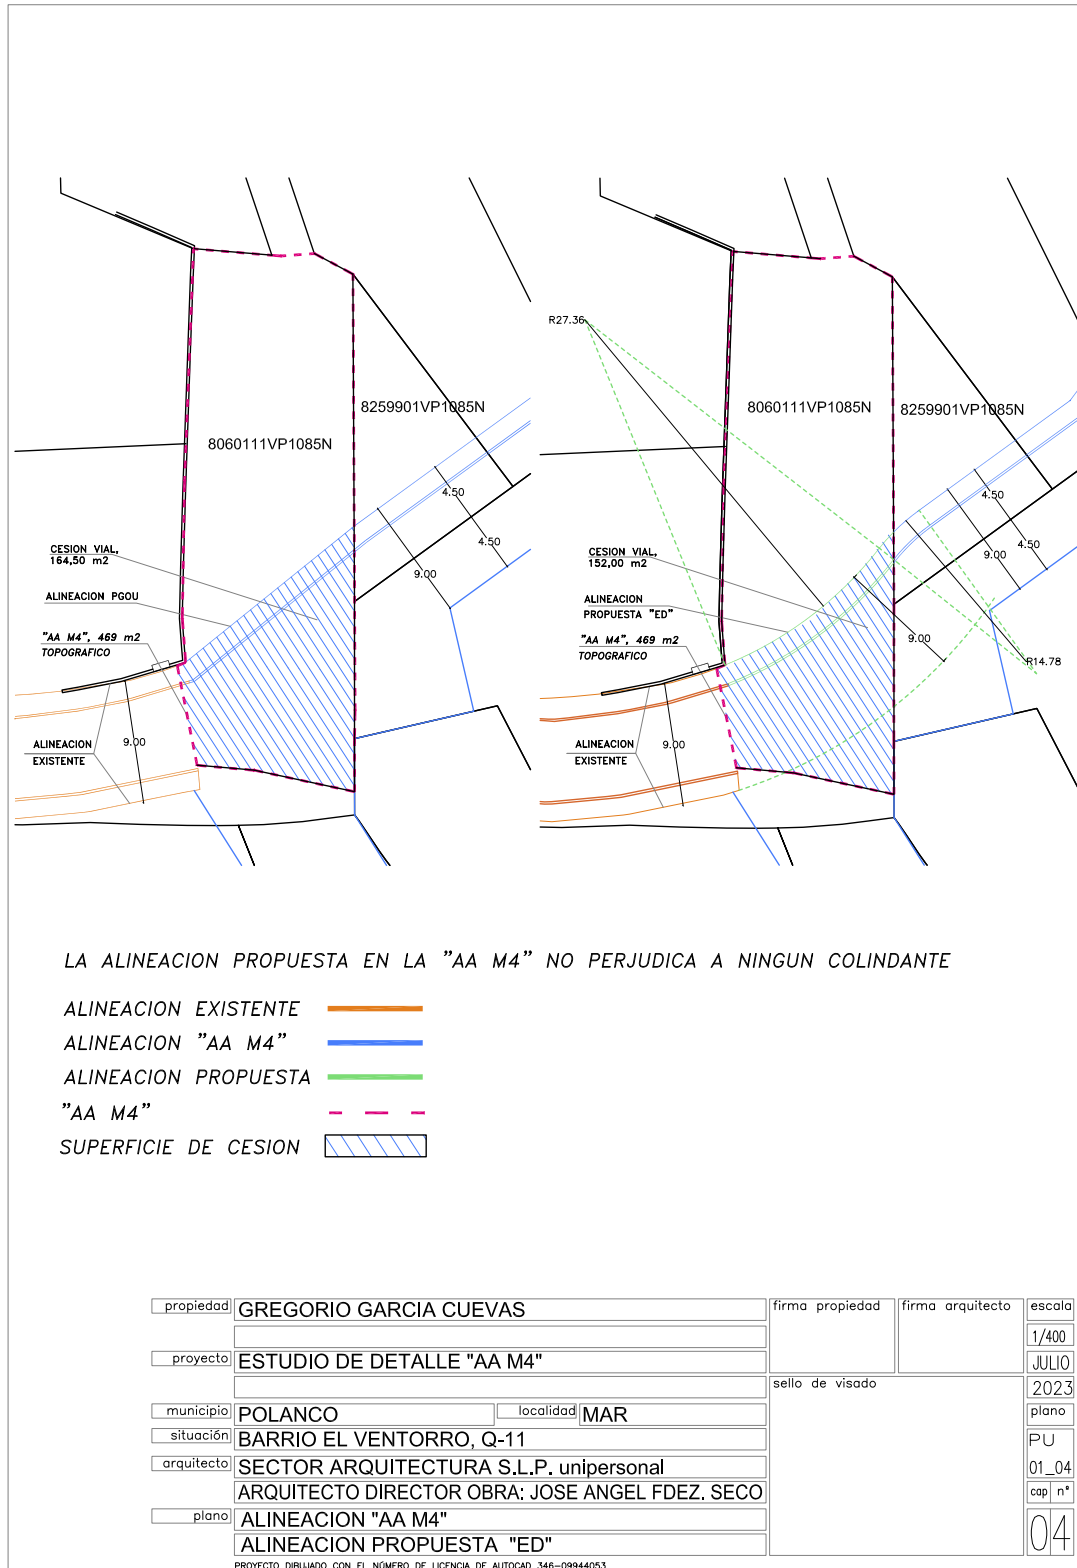 8060111VP1085N
8259901VP1085N
4.50
4.50
9.00
CESION VIAL,
164,50 m2
ALINEACION PGOU
"AA M4", 469 m2
TOPOGRAFICO
ALINEACION
EXISTENTE
9.00
R27.36
8060111VP1085N
8259901VP1085N
4.50
4.50
9.00
CESION VIAL,
152,00 m2
ALINEACION
PROPUESTA "ED"
"AA M4", 469 m2
TOPOGRAFICO
9.00
R14.78
ALINEACION
EXISTENTE
9.00
LA ALINEACION PROPUESTA EN LA "AA M4" NO PERJUDICA A NINGUN COLINDANTE
ALINEACION EXISTENTE
ALINEACION "AA M4"
ALINEACION PROPUESTA
"AA M4"
SUPERFICIE DE CESION
propiedad GREGORIO GARCIA CUEVAS
firma propiedad
firma arquitecto
escala
1/400
proyecto ESTUDIO DE DETALLE "AA M4"
JULIO
sello de visado
2023
municipio POLANCO localidad MAR
plano
situación BARRIO EL VENTORRO, Q-11
PU
arquitecto SECTOR ARQUITECTURA S.L.P. unipersonal
01_04
ARQUITECTO DIRECTOR OBRA: JOSE ANGEL FDEZ. SECO
cap nº
plano ALINEACION "AA M4"
04
ALINEACION PROPUESTA "ED"
PROYECTO DIBUJADO CON EL NÚMERO DE LICENCIA DE AUTOCAD 346-09944053